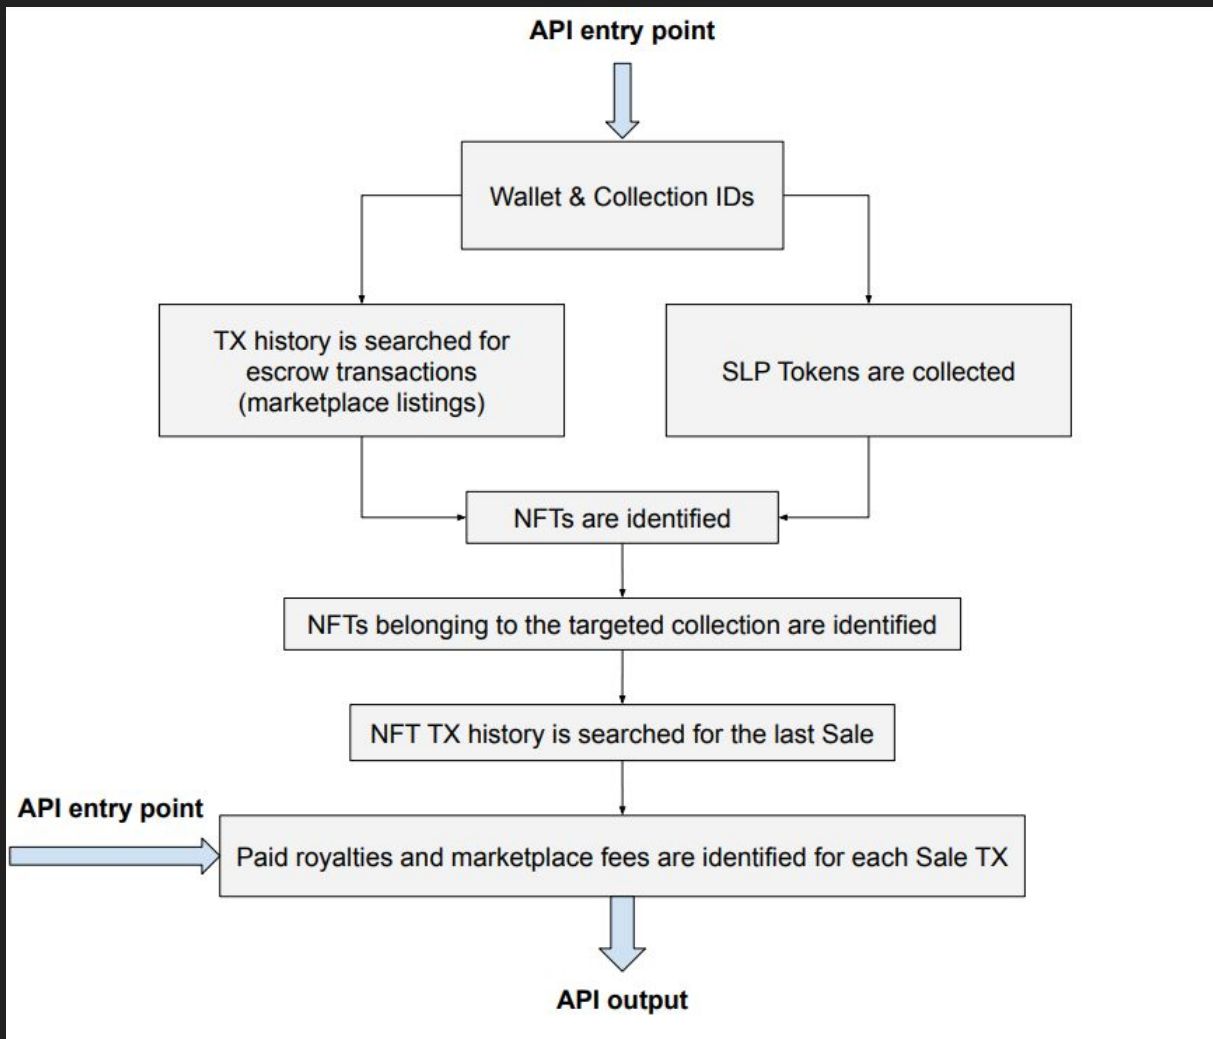 API entry point
Wallet & Collection IDs
TX history is searched for
escrow transactions
(marketplace listings)
SLP Tokens are collected
NFTs are identified
NFTs belonging to the targeted collection are identified
NFT TX history is searched for the last Sale
API entry point
Paid royalties and marketplace fees are identified for each Sale TX
API output